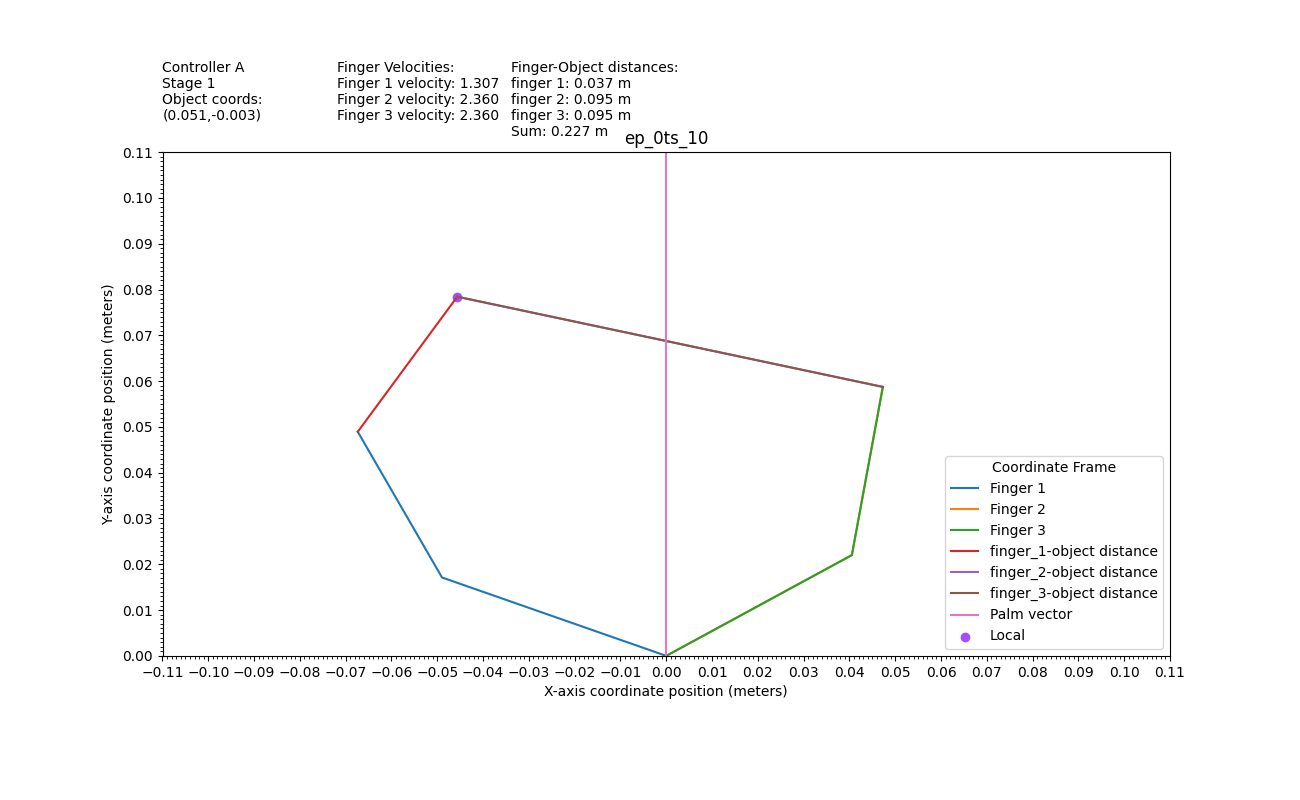 Controller A
Stage 1
Object coords:
(0.051,-0.003)
Finger Velocities:
Finger 1 velocity: 1.307
Finger 2 velocity: 2.360
Finger 3 velocity: 2.360
Finger-Object distances:
finger 1: 0.037 m
finger 2: 0.095 m
finger 3: 0.095 m
Sum: 0.227 m
ep_0ts_10
0.11
0.10
0.09
0.08
0.07
0.06
0.05
0.04
0.03
0.02
0.01
0.00
Y-axis coordinate position (meters)
Coordinate Frame
Finger 1
Finger 2
Finger 3
finger_1-object distance
finger_2-object distance
finger_3-object distance
Palm vector
Local
−0.11 −0.10 −0.09 −0.08 −0.07 −0.06 −0.05 −0.04 −0.03 −0.02 −0.01 0.00 0.01 0.02 0.03 0.04 0.05 0.06 0.07 0.08 0.09 0.10 0.11
X-axis coordinate position (meters)